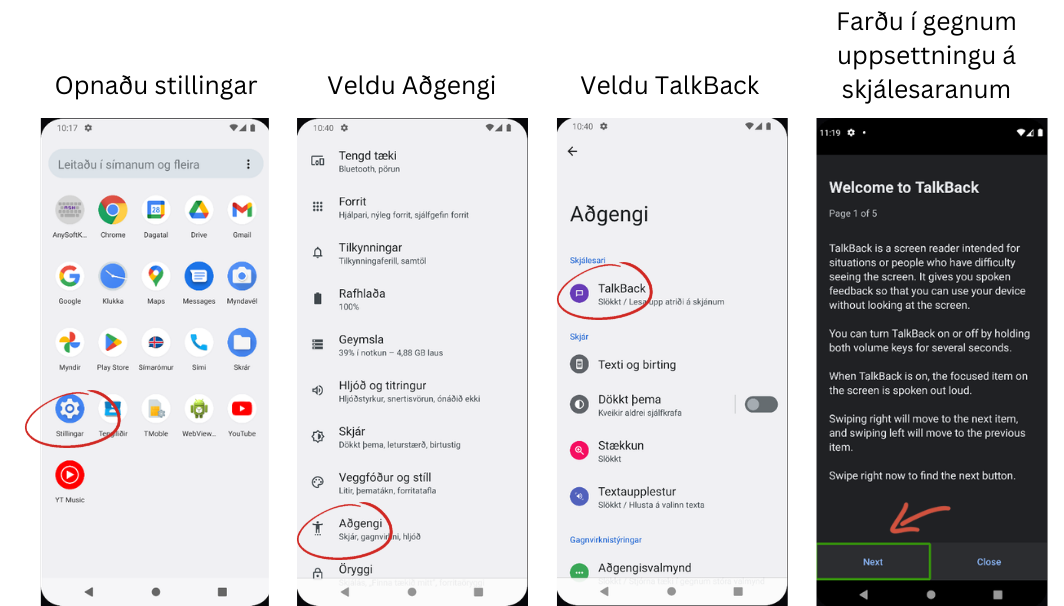 Opnaðu stillingar
10:17
Leitaðu í símanum og fleira
AnySoftK... Chrome Dagatal Drive Gmail
Google Klukka Maps Messages Myndavél
Myndir Play Store Símarómur Sími Skrár
Stillingar Tengiliðir TMoble WebView... YouTube
YT Music
Veldu Aðgengi
10:40
Tengd tæki
Bluetooth, pörun
Forrit
Hjálpari, nýleg forrit, sjálfgefin forrit
Tilkynningar
Tilkynningaferill, samtöl
Rafhlaða
100%
Geymsla
39% í notkun – 4,88 GB laus
Hljóð og titringur
Hljóðstyrkur, snertisvörun, ónáðið ekki
Skjár
Dökkt þema, leturstærð, birtustig
Veggfóður og stíll
Litir, þematákn, forritatafla
Aðgengi
Skjár, gagnvirkni, hljóð
Öryggi
Veldu TalkBack
10:40
Aðgengi
Skjálesari
TalkBack
Slökkt / Lesa upp atriði á skjánum
Skjár
Texti og birting
Dökkt þema
Kveikir aldrei sjálfkrafa
Stækkun
Slökkt
Textaupplestur
Slökkt / Hlusta á valinn texta
Gagnvirknistýringar
Aðgengisvalmynd
Farðu í gegnum
uppsettningu á
skjálesaranum
11:19
Welcome to TalkBack
Page 1 of 5
TalkBack is a screen reader intended for
situations or people who have difficulty
seeing the screen. It gives you spoken
feedback so that you can use your device
without looking at the screen.
You can turn TalkBack on or off by holding
both volume keys for several seconds.
When TalkBack is on, the focused item on
the screen is spoken out loud.
Swiping right will move to the next item,
and swiping left will move to the previous
item.
Swipe right now to find the next button.
Next Close